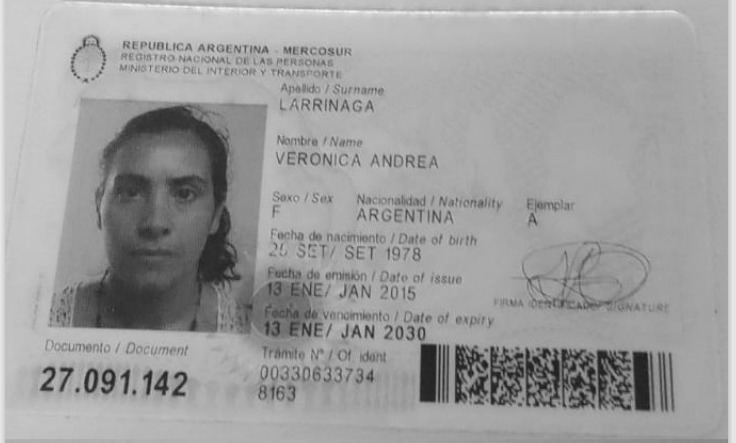 REPUBLICA ARGENTINA - MERCOSUR
REGISTRO NACIONAL DE LAS PERSONAS
MINISTERIO DEL INTERIOR Y TRANSPORTE
Apellido / Surname
LARRINAGA
Nombre / Name
VERONICA ANDREA
Sexo / Sex Nacionalidad / Nationality Ejemplar
F ARGENTINA A
Fecha de nacimiento / Date of birth
SET/ SET 1978
Fecha de emisión / Date of issue
13 ENE/ JAN 2015
FIRMA IDENTIFICADO/ SIGNATURE
Fecha de vencimiento / Date of expiry
13 ENE/ JAN 2030
Documento / Document
27.091.142
Trámite N° / Of. ident
00330633734
8163